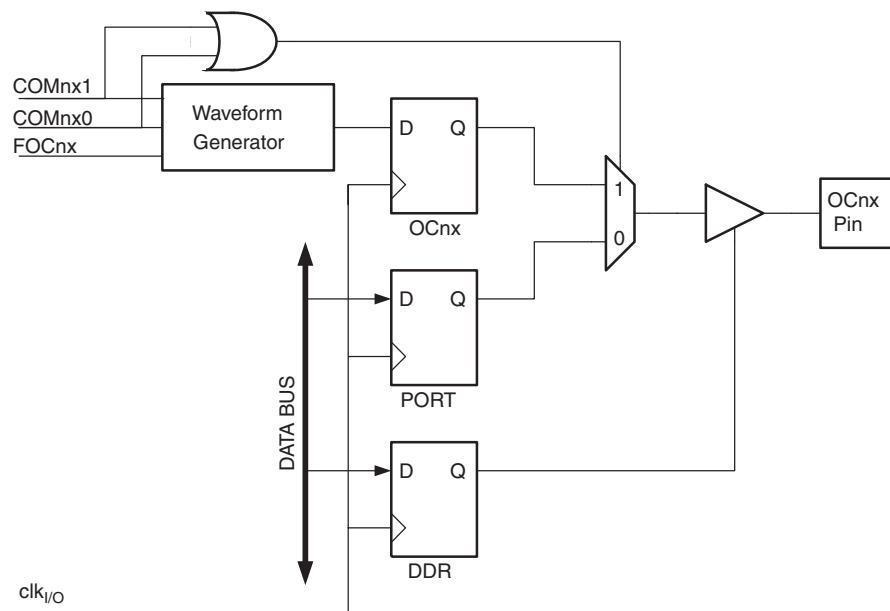 COMnx1
COMnx0
FOCnx
Waveform
Generator
D Q
OCnx
1
0
OCnx
Pin
D Q
PORT
DATA BUS
D Q
DDR
clkI/O